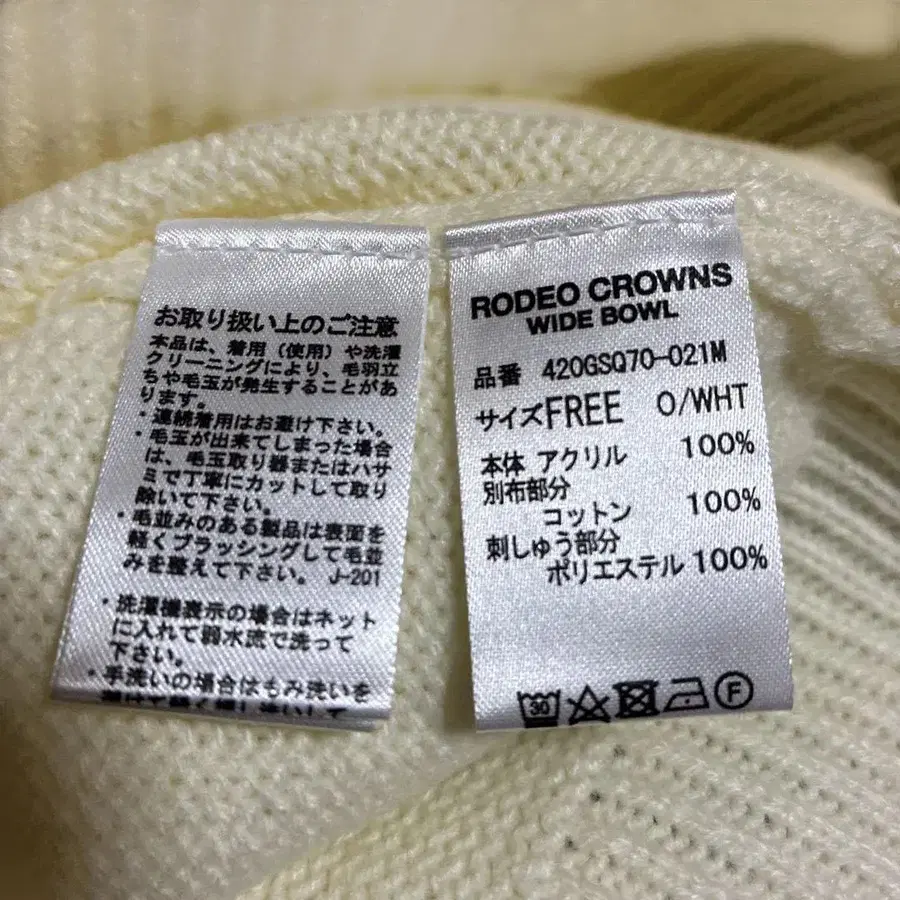 お取り扱い上のご注意
本品は、着用（使用）や洗濯
クリーニングにより、毛羽立
ちや毛玉が発生することがあ
ります。
・連続着用はお避け下さい。
・毛玉が出来てしまった場合
は、毛玉取り器またはハサ
ミで丁寧にカットして取り
除いて下さい。
・毛並みのある製品は表面を
軽くブラッシングして毛並
みを整えて下さい。 J-201
・洗濯機表示の場合はネット
に入れて弱水流で洗って
下さい。
・手洗いの場合はもみ洗いを
RODEO CROWNS
WIDE BOWL
品番 420GSQ70-021M
サイズFREE O/WHT
本体 アクリル 100%
別布部分
コットン 100%
刺しゅう部分
ポリエステル 100%
30
F